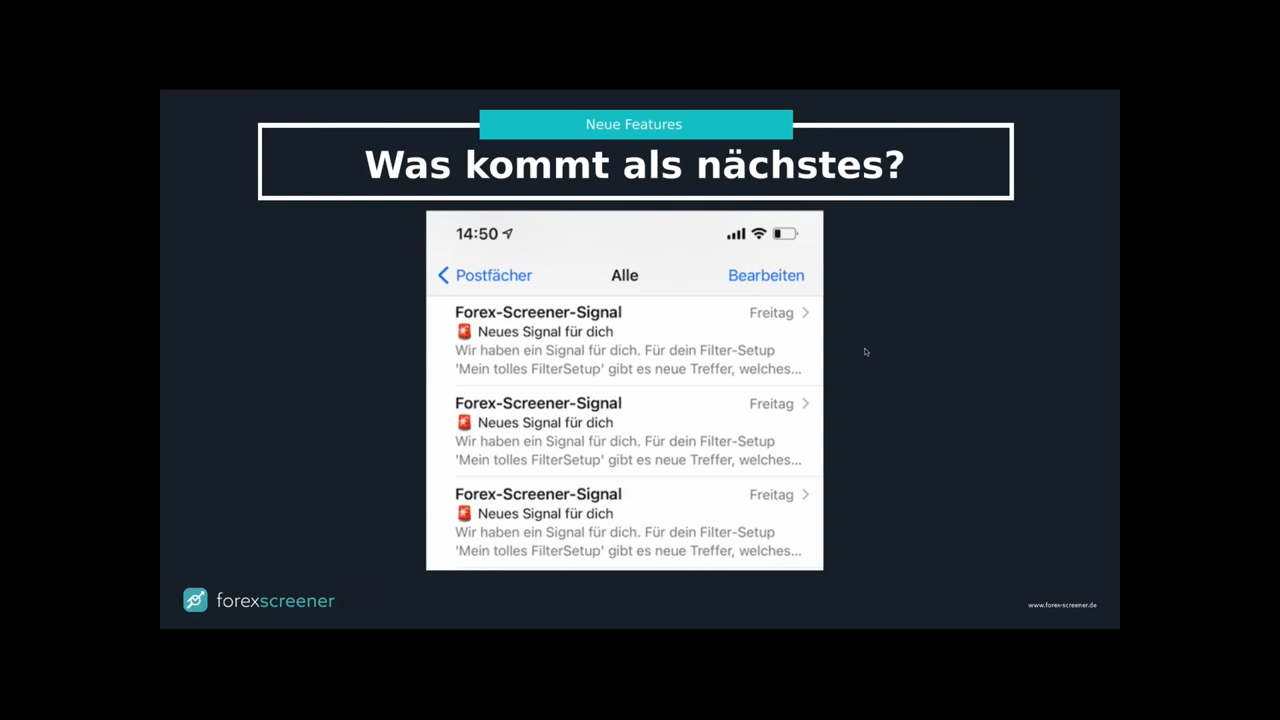 Neue Features
Was kommt als nächstes?
14:50
Postfächer Alle Bearbeiten
Forex-Screener-Signal Freitag
🚨 Neues Signal für dich
Wir haben ein Signal für dich. Für dein Filter-Setup
'Mein tolles FilterSetup' gibt es neue Treffer, welches...
Forex-Screener-Signal Freitag
🚨 Neues Signal für dich
Wir haben ein Signal für dich. Für dein Filter-Setup
'Mein tolles FilterSetup' gibt es neue Treffer, welches...
Forex-Screener-Signal Freitag
🚨 Neues Signal für dich
Wir haben ein Signal für dich. Für dein Filter-Setup
'Mein tolles FilterSetup' gibt es neue Treffer, welches...
forexscreener
www.forex-screener.de